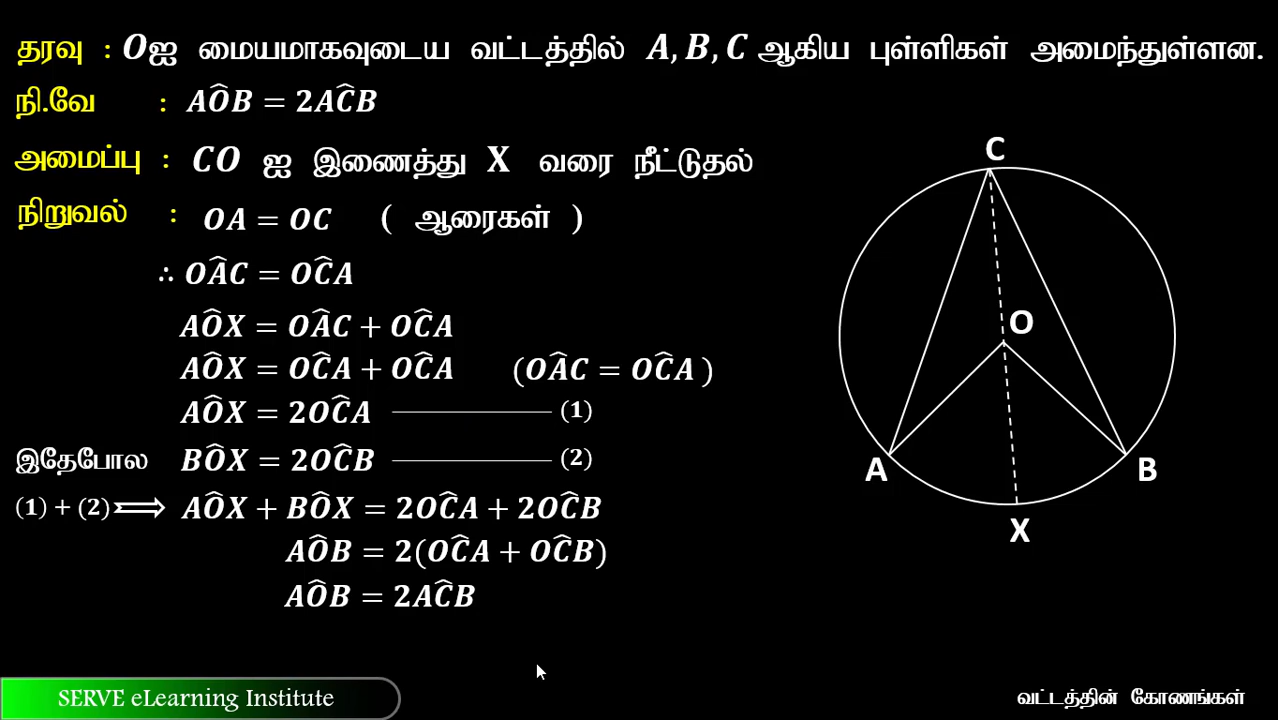 தரவு : Oஐ மையமாகவுடைய வட்டத்தில் A, B, C ஆகிய புள்ளிகள் அமைந்துள்ளன.
நி.வே : AÔB = 2AĈB
அமைப்பு : CO ஐ இணைத்து X வரை நீட்டுதல்
நிறுவல் : OA = OC ( ஆரைகள் )
∴ OÂC = OĈA
AÔX = OÂC + OĈA
AÔX = OĈA + OĈA (OÂC = OĈA )
AÔX = 2OĈA (1)
இதேபோல BÔX = 2OĈB (2)
(1) + (2) ⟹ AÔX + BÔX = 2OĈA + 2OĈB
AÔB = 2(OĈA + OĈB)
AÔB = 2AĈB
C
O
A
B
X
SERVE eLearning Institute
வட்டத்தின் கோணங்கள்